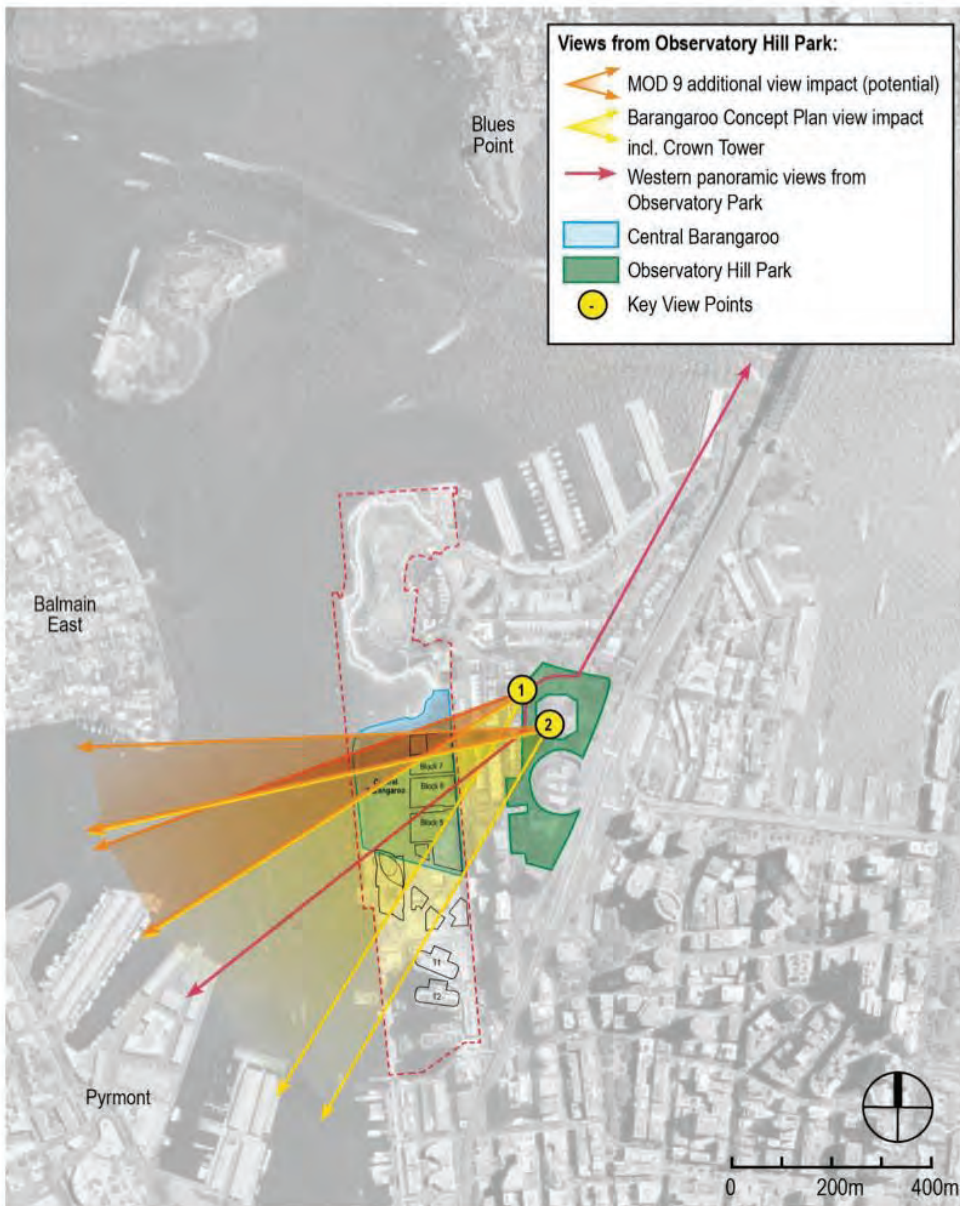 Views from Observatory Hill Park:
MOD 9 additional view impact (potential)
Barangaroo Concept Plan view impact
incl. Crown Tower
Western panoramic views from
Observatory Park
Central Barangaroo
Observatory Hill Park
-
Key View Points
Blues
Point
Balmain
East
1
2
Block 7
Central
Barangaroo
Block 6
Block 5
11
12
Pyrmont
0
200m
400m